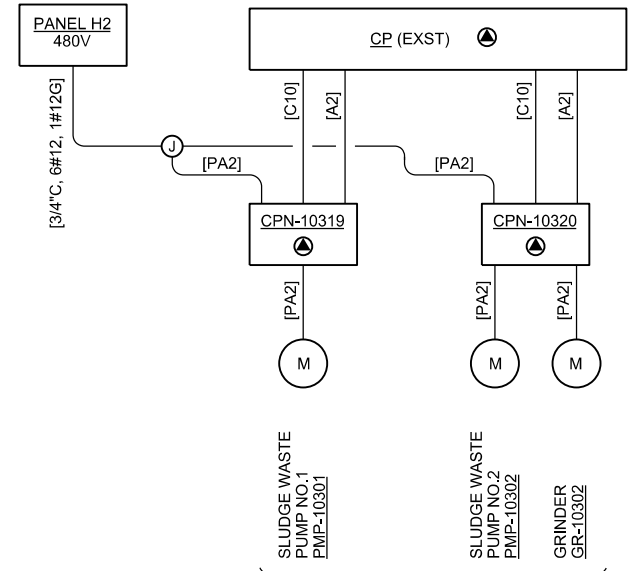 PANEL H2
480V
CP (EXST)
[3/4"C, 6#12, 1#12G]
[C10]
[A2]
[C10]
[A2]
J
[PA2]
[PA2]
CPN-10319
CPN-10320
[PA2]
[PA2]
[PA2]
M
M
M
SLUDGE WASTE
PUMP NO.1
PMP-10301
SLUDGE WASTE
PUMP NO.2
PMP-10302
GRINDER
GR-10302